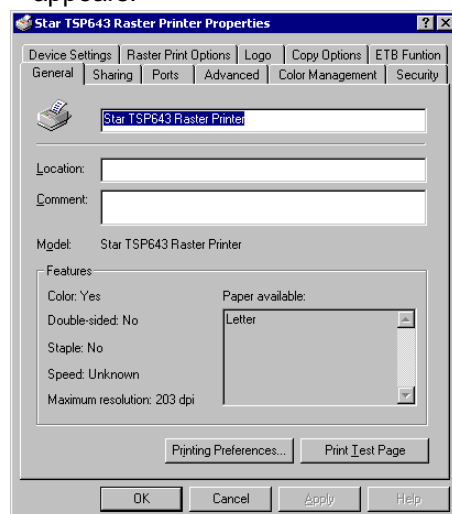 appears.
Star TSP643 Raster Printer Properties
Device Settings Raster Print Options Logo Copy Options ETB Funtion
General Sharing Ports Advanced Color Management Security
Star TSP643 Raster Printer
Location:
Comment:
Model: Star TSP643 Raster Printer
Features
Color: Yes Paper available:
Double-sided: No Letter
Staple: No
Speed: Unknown
Maximum resolution: 203 dpi
Printing Preferences... Print Test Page
OK Cancel Apply Help